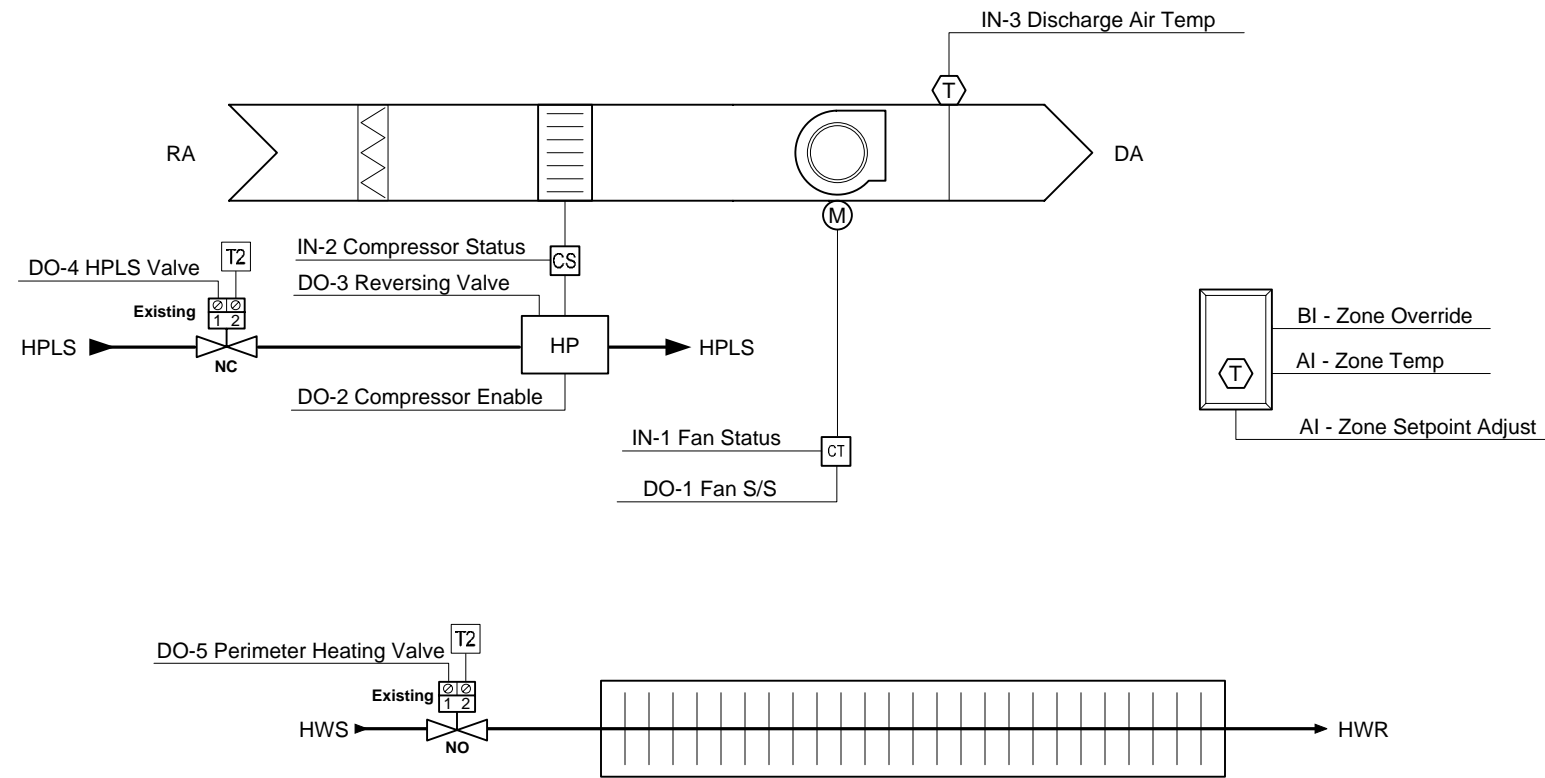 IN-3 Discharge Air Temp
T
RA
DA
M
IN-2 Compressor Status
CS
DO-3 Reversing Valve
T2
DO-4 HPLS Valve
Existing
1 2
HPLS
NC
HP
HPLS
DO-2 Compressor Enable
IN-1 Fan Status
CT
DO-1 Fan S/S
BI - Zone Override
AI - Zone Temp
T
AI - Zone Setpoint Adjust
T2
DO-5 Perimeter Heating Valve
Existing
1 2
HWS
NO
HWR